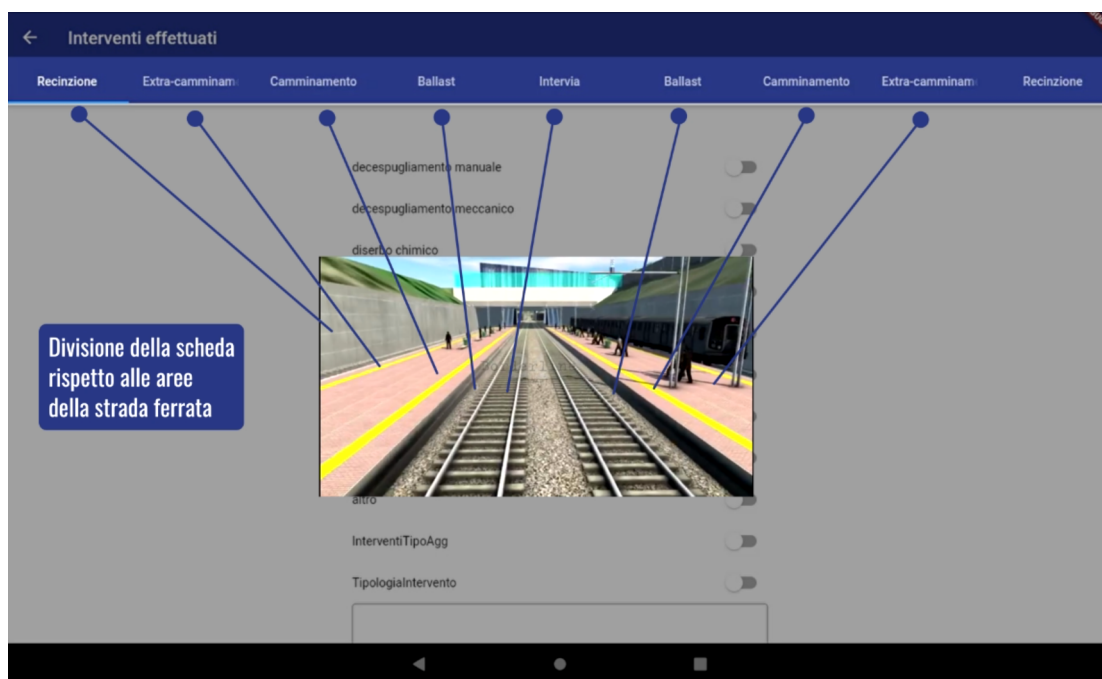 Interventi effettuati
Recinzione
Extra-camminam
Camminamento
Ballast
Intervia
Ballast
Camminamento
Extra-camminam
Recinzione
decespugliamento manuale
decespugliamento meccanico
diserbo chimico
Divisione della scheda
rispetto alle aree
della strada ferrata
altro
InterventiTipoAgg
TipologiaIntervento